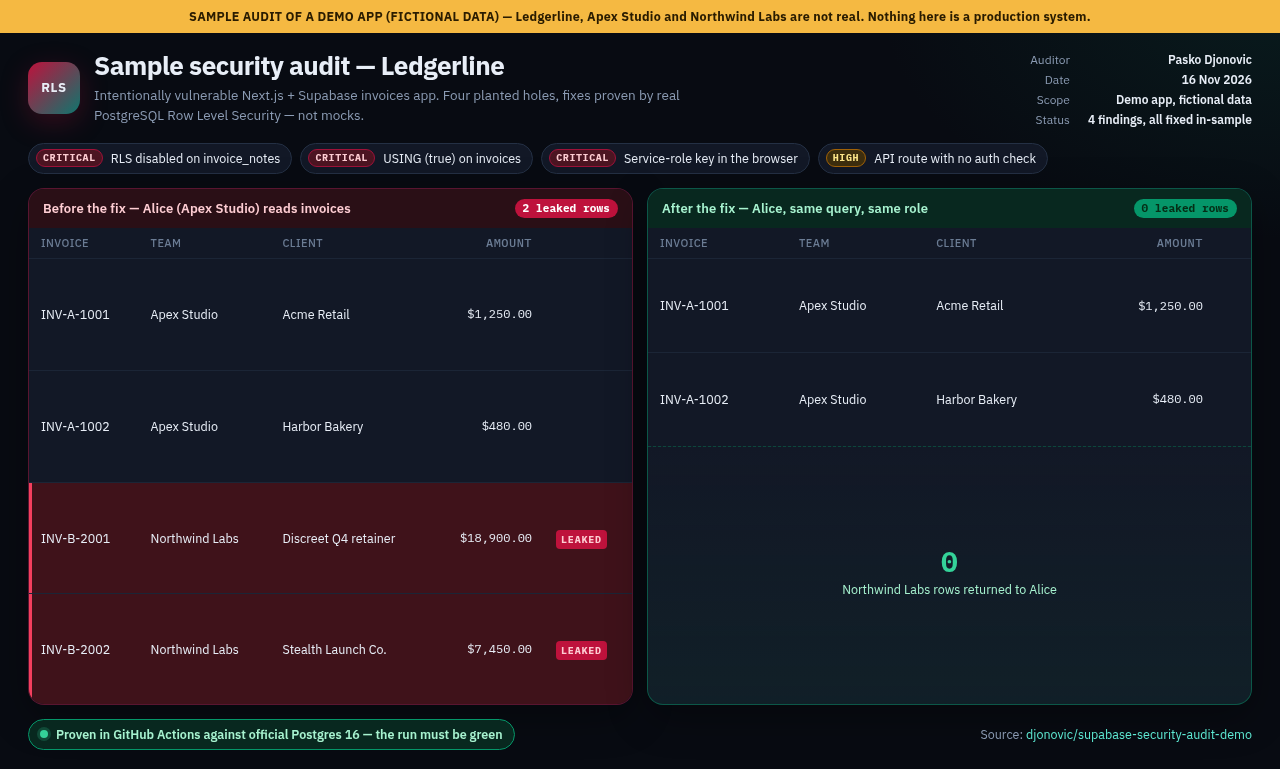 SAMPLE AUDIT OF A DEMO APP (FICTIONAL DATA) — Ledgerline, Apex Studio and Northwind Labs are not real. Nothing here is a production system.
RLS
Sample security audit — Ledgerline
Intentionally vulnerable Next.js + Supabase invoices app. Four planted holes, fixes proven by real
PostgreSQL Row Level Security — not mocks.
Auditor Pasko Djonovic
Date 16 Nov 2026
Scope Demo app, fictional data
Status 4 findings, all fixed in-sample
CRITICAL RLS disabled on invoice_notes
CRITICAL USING (true) on invoices
CRITICAL Service-role key in the browser
HIGH API route with no auth check
Before the fix — Alice (Apex Studio) reads invoices 2 leaked rows
INVOICE TEAM CLIENT AMOUNT
INV-A-1001 Apex Studio Acme Retail $1,250.00
INV-A-1002 Apex Studio Harbor Bakery $480.00
INV-B-2001 Northwind Labs Discreet Q4 retainer $18,900.00 LEAKED
INV-B-2002 Northwind Labs Stealth Launch Co. $7,450.00 LEAKED
After the fix — Alice, same query, same role 0 leaked rows
INVOICE TEAM CLIENT AMOUNT
INV-A-1001 Apex Studio Acme Retail $1,250.00
INV-A-1002 Apex Studio Harbor Bakery $480.00
0
Northwind Labs rows returned to Alice
Proven in GitHub Actions against official Postgres 16 — the run must be green
Source: djonovic/supabase-security-audit-demo